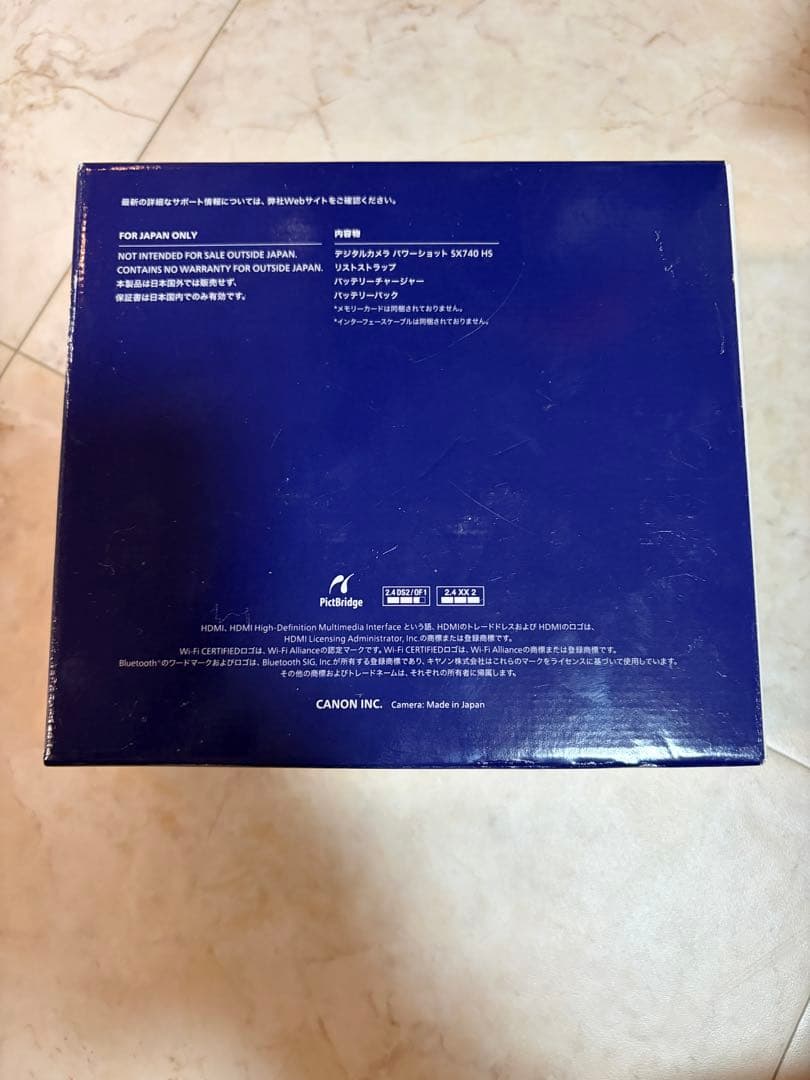 最新の詳細なサポート情報については、弊社Webサイトをご確認ください。
FOR JAPAN ONLY
NOT INTENDED FOR SALE OUTSIDE JAPAN.
CONTAINS NO WARRANTY FOR OUTSIDE JAPAN.
本製品は日本国外では販売せず、
保証書は日本国内でのみ有効です。
内容物
デジタルカメラ パワーショット SX740 HS
リストストラップ
バッテリーチャージャー
バッテリーパック
*メモリーカードは同梱されておりません。
*インターフェースケーブルは同梱されておりません。
PictBridge
2.4 DS2/OF1
2.4 XX 2
HDMI、HDMI High-Definition Multimedia Interface という語、HDMIのトレードドレスおよび HDMIのロゴは、
HDMI Licensing Administrator, Inc.の商標または登録商標です。
Wi-Fi CERTIFIEDロゴは、Wi-Fi Allianceの認定マークです。Wi-Fi CERTIFIEDロゴは、Wi-Fi Allianceの商標または登録商標です。
Bluetooth®のワードマークおよびロゴは、Bluetooth SIG, Inc.が所有する登録商標であり、キヤノン株式会社はこれらのマークをライセンスに基づいて使用しています。
その他の商標およびトレードネームは、それぞれの所有者に帰属します。
CANON INC. Camera: Made in Japan